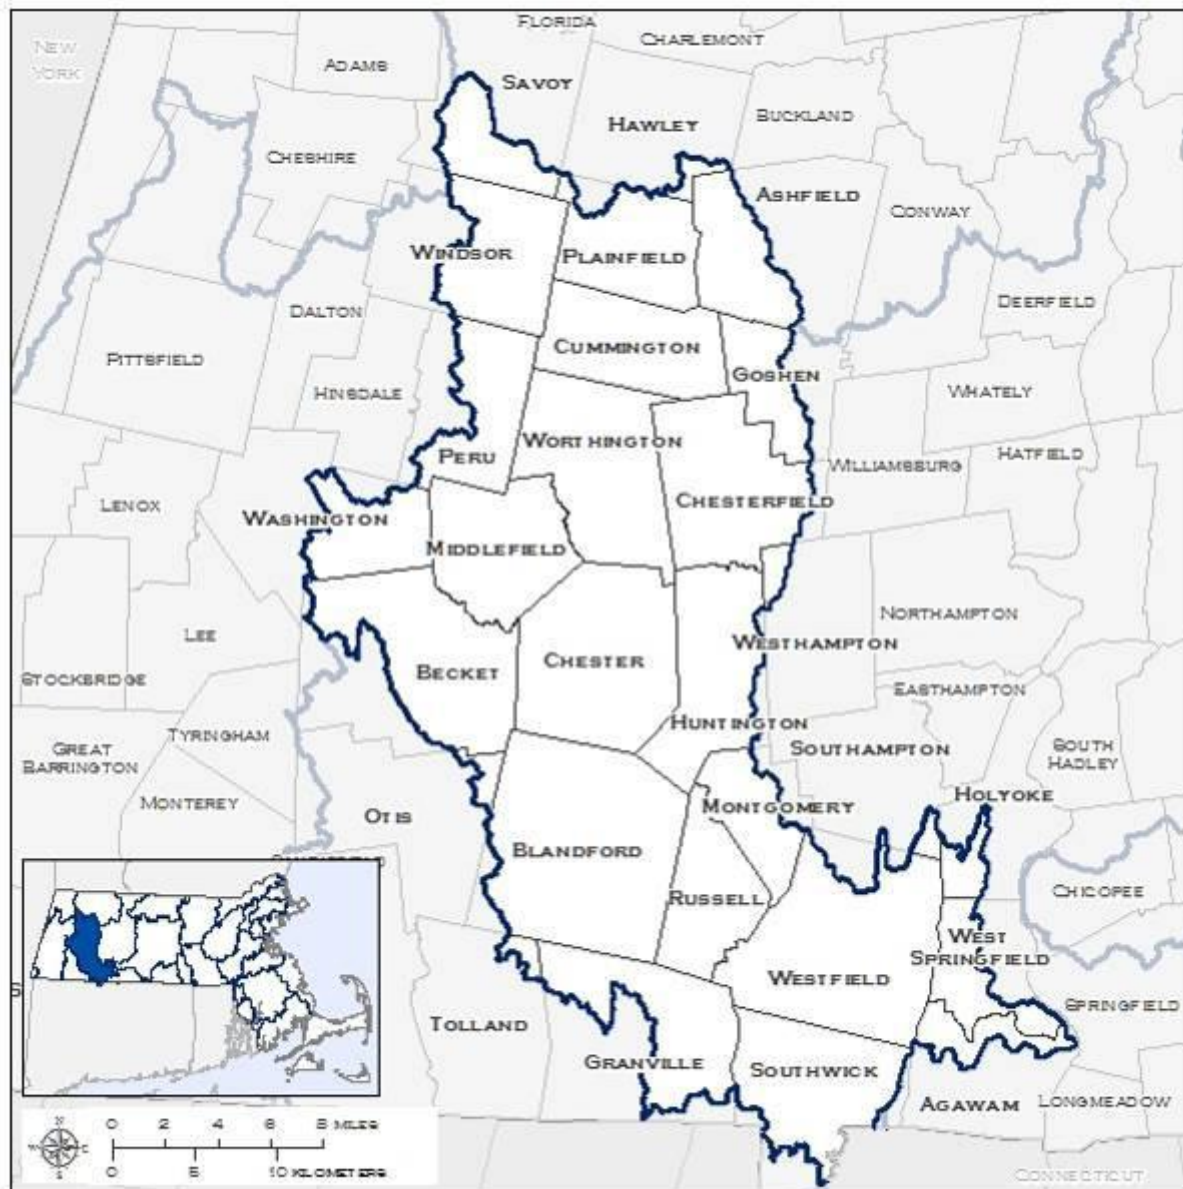 FLORIDA
CHARLEMONT
NEW
YORK
ADAMS
SAVOY
BUCKLAND
HAWLEY
CHESHIRE
ASHFIELD
CONWAY
WINDSOR
PLAINFIELD
DEERFIELD
DALTON
CUMMINGTON
PITTSFIELD
GOSHEN
HINSDALE
WHATELY
WORTHINGTON
PERU
HATFIELD
WILLIAMSBURG
LENOX
CHESTERFIELD
WASHINGTON
MIDDLEFIELD
NORTHAMPTON
LEE
WESTHAMPTON
CHESTER
BECKET
STOCKBRIDGE
EASTHAMPTON
HUNTINGTON
TYRINGHAM
SOUTHAMPTON
GREAT
BARRINGTON
SOUTH
HADLEY
HOLYOKE
MONTEREY
MONTGOMERY
OTIS
BLANDFORD
CHICOPEE
RUSSELL
WEST
SPRINGFIELD
WESTFIELD
SPRINGFIELD
TOLLAND
GRANVILLE
SOUTHWICK
AGAWAM
LONGMEADOW
0 2 4 6 8 MILES
0 5 10 KILOMETERS
N
W E
S
CONNECTICUT